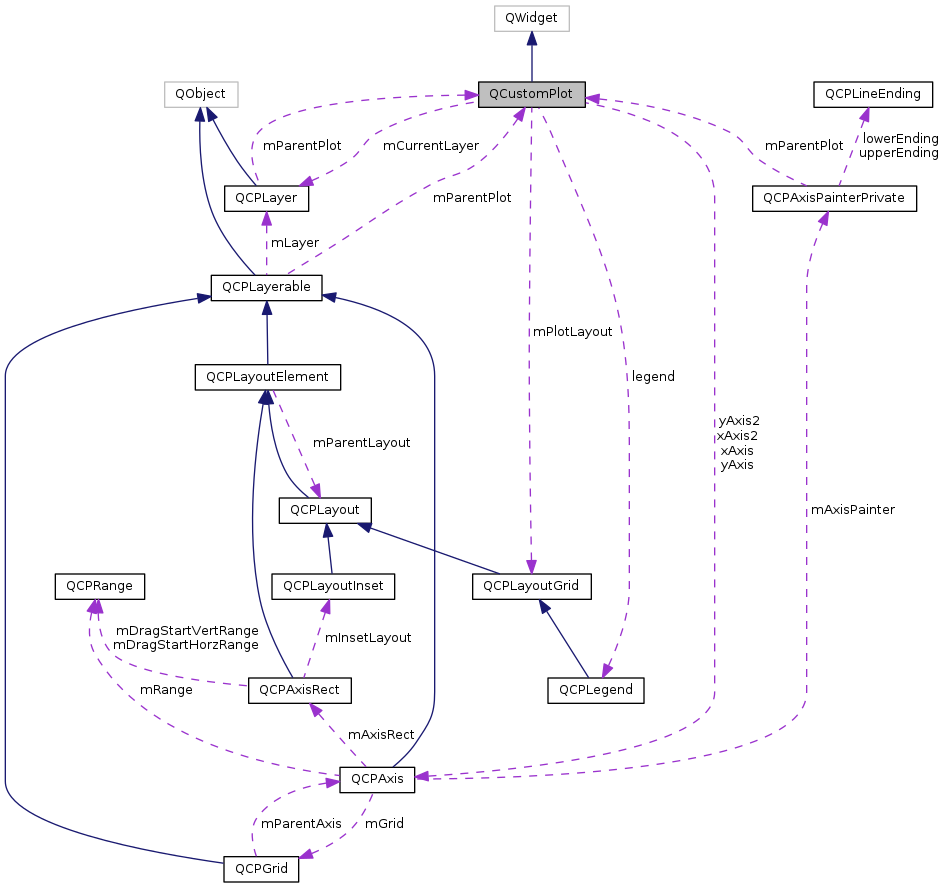 QWidget
QObject
QCustomPlot
QCPLineEnding
mParentPlot
mCurrentLayer
mParentPlot
lowerEnding
upperEnding
QCPLayer
mParentPlot
QCPAxisPainterPrivate
mLayer
QCPLayerable
mPlotLayout
QCPLayoutElement
legend
yAxis2
xAxis2
xAxis
yAxis
mParentLayout
QCPLayout
mAxisPainter
QCPRange
QCPLayoutInset
QCPLayoutGrid
mDragStartVertRange
mDragStartHorzRange
mInsetLayout
mRange
QCPAxisRect
QCPLegend
mAxisRect
QCPAxis
mParentAxis
mGrid
QCPGrid